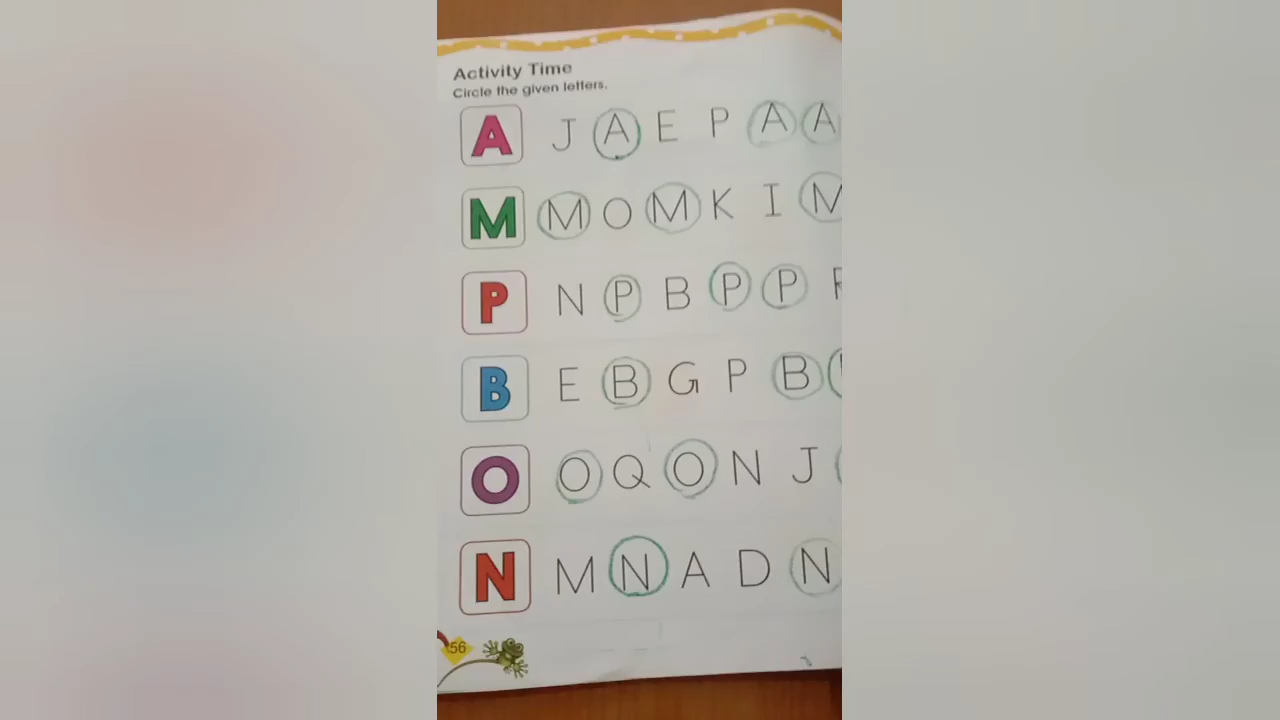 Activity Time
Circle the given letters.
A J A E P A A
M M O M K I M
P N P B P P
B E B G P B
O O Q O N J
N M N A D N
56